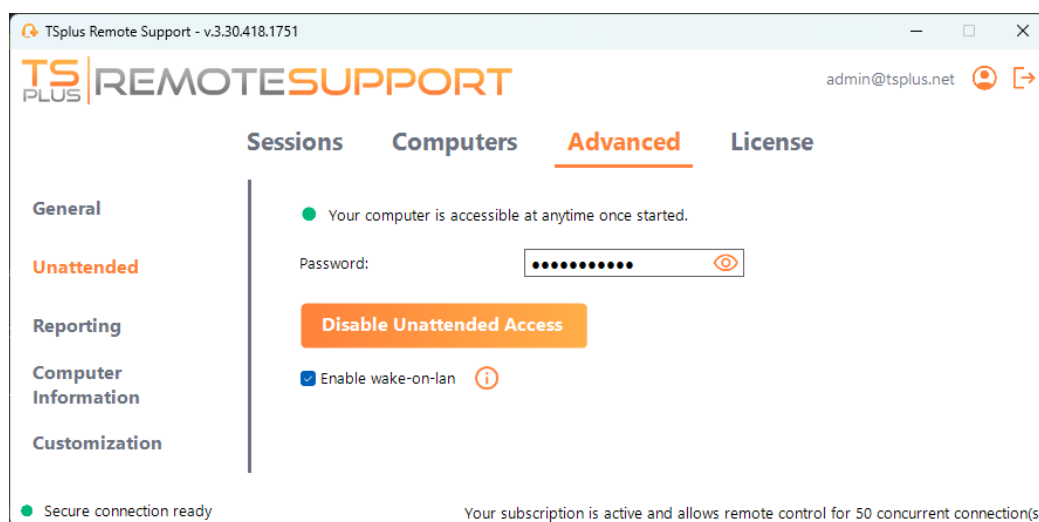 TSplus Remote Support - v.3.30.418.1751
TS PLUS REMOTESUPPORT
admin@tsplus.net
Sessions Computers Advanced License
General
Unattended
Reporting
Computer
Information
Customization
Your computer is accessible at anytime once started.
Password:
Disable Unattended Access
Enable wake-on-lan
Secure connection ready
Your subscription is active and allows remote control for 50 concurrent connection(s